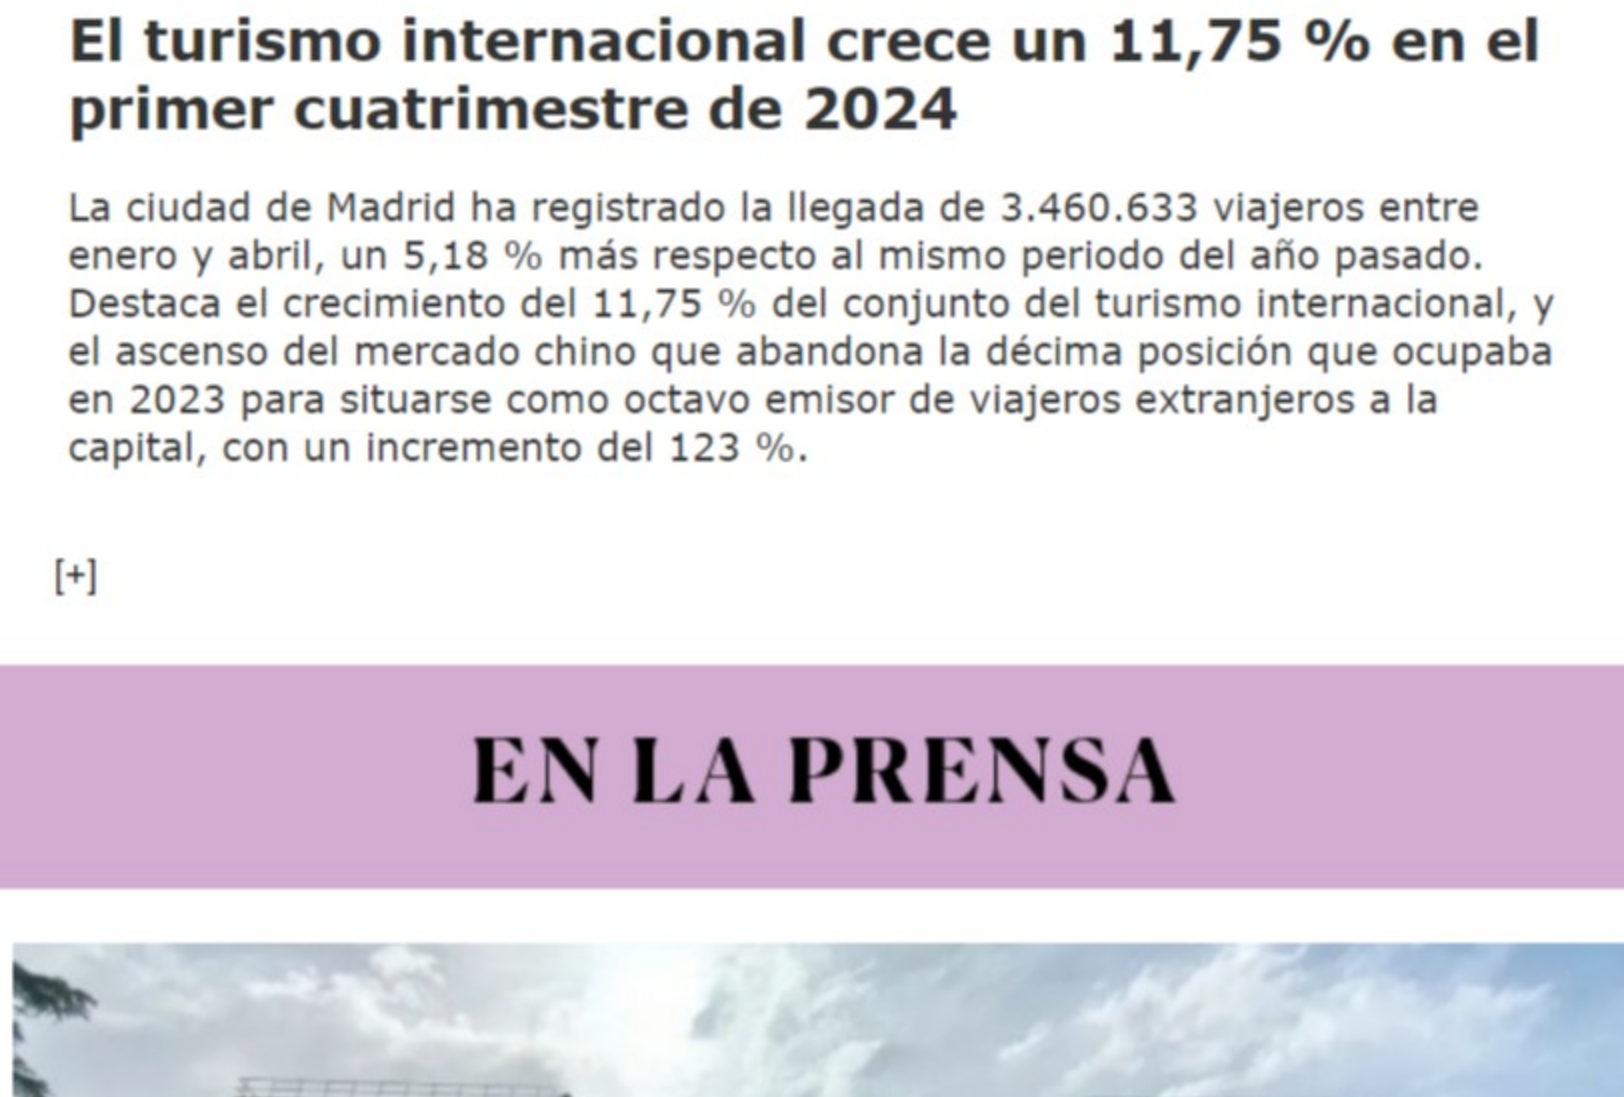 El turismo internacional crece un 11,75 % en el
primer cuatrimestre de 2024
La ciudad de Madrid ha registrado la llegada de 3.460.633 viajeros entre
enero y abril, un 5,18 % más respecto al mismo periodo del año pasado.
Destaca el crecimiento del 11,75 % del conjunto del turismo internacional, y
el ascenso del mercado chino que abandona la décima posición que ocupaba
en 2023 para situarse como octavo emisor de viajeros extranjeros a la
capital, con un incremento del 123 %.
[+]
EN LA PRENSA